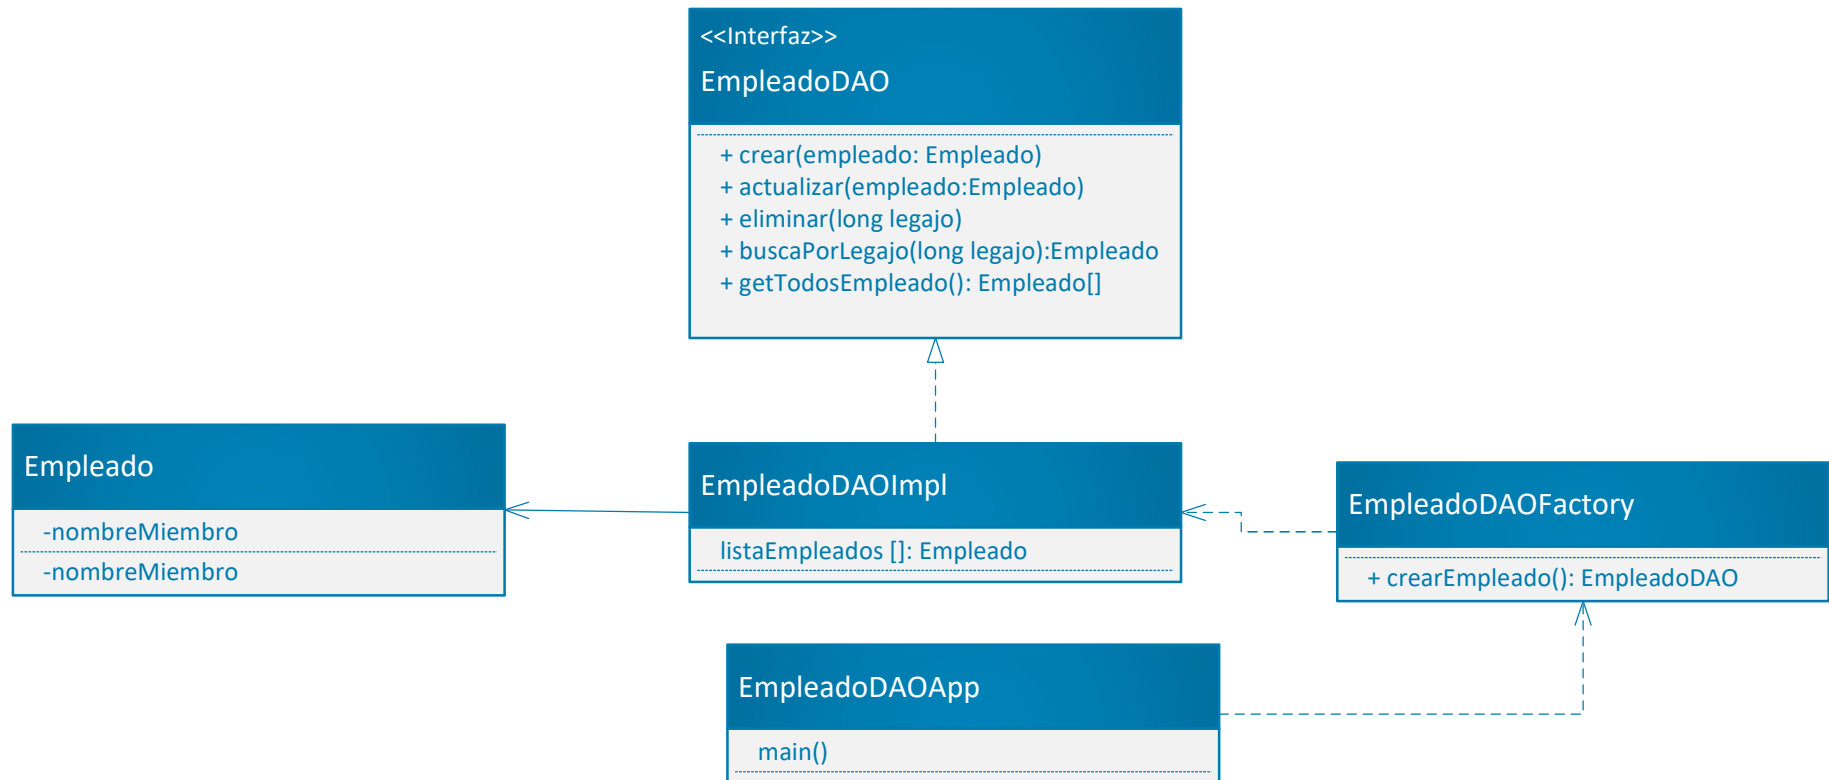 <<Interfaz>>
EmpleadoDAO
+ crear(empleado: Empleado)
+ actualizar(empleado:Empleado)
+ eliminar(long legajo)
+ buscaPorLegajo(long legajo):Empleado
+ getTodosEmpleado(): Empleado[]
Empleado
-nombreMiembro
-nombreMiembro
EmpleadoDAOImpl
listaEmpleados []: Empleado
EmpleadoDAOFactory
+ crearEmpleado(): EmpleadoDAO
EmpleadoDAOApp
main()